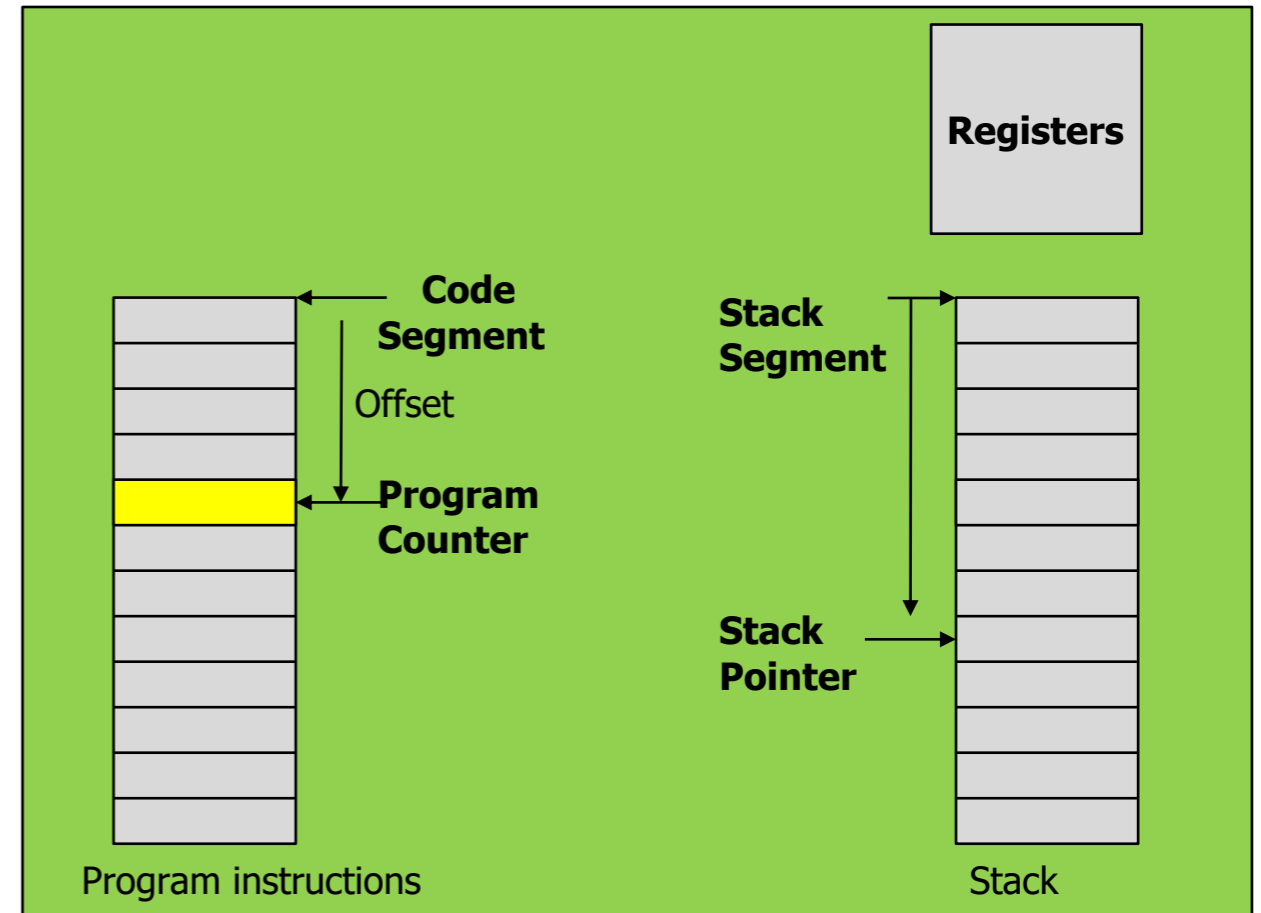 Registers
Code
Segment
Offset
Program
Counter
Stack
Segment
Stack
Pointer
Program instructions
Stack